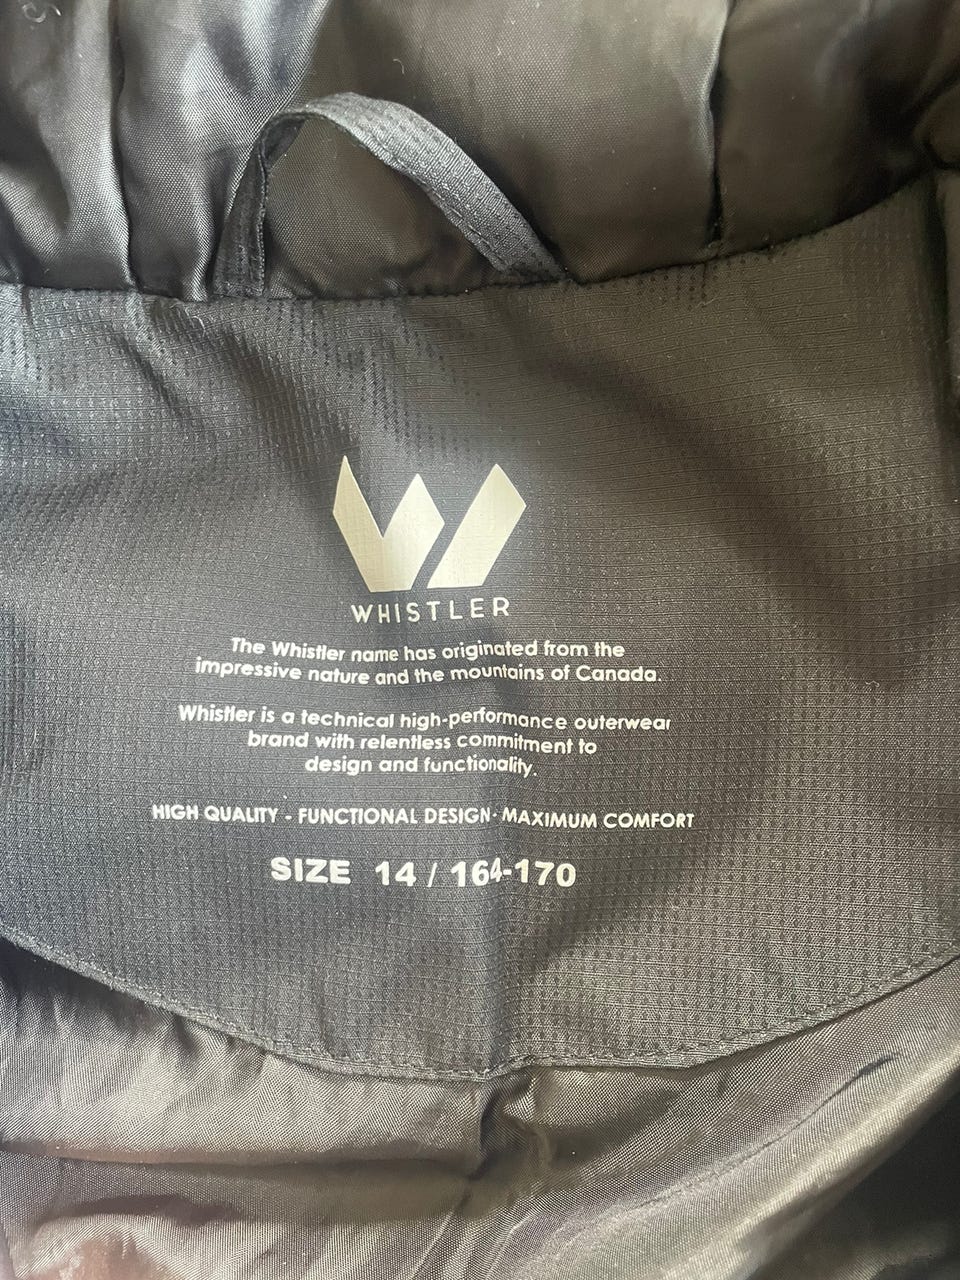 WHISTLER
The Whistler name has originated from the
impressive nature and the mountains of Canada.
Whistler is a technical high-performance outerwear
brand with relentless commitment to
design and functionality.
HIGH QUALITY - FUNCTIONAL DESIGN - MAXIMUM COMFORT
SIZE 14 / 164-170